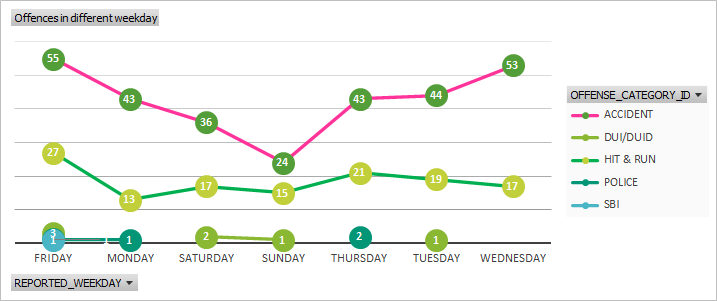 Offences in different weekday
55
43
36
24
43
44
53
27
13
17
15
21
19
17
3
1
1
2
1
2
1
FRIDAY MONDAY SATURDAY SUNDAY THURSDAY TUESDAY WEDNESDAY
REPORTED_WEEKDAY
OFFENSE_CATEGORY_ID
ACCIDENT
DUI/DUID
HIT & RUN
POLICE
SBI